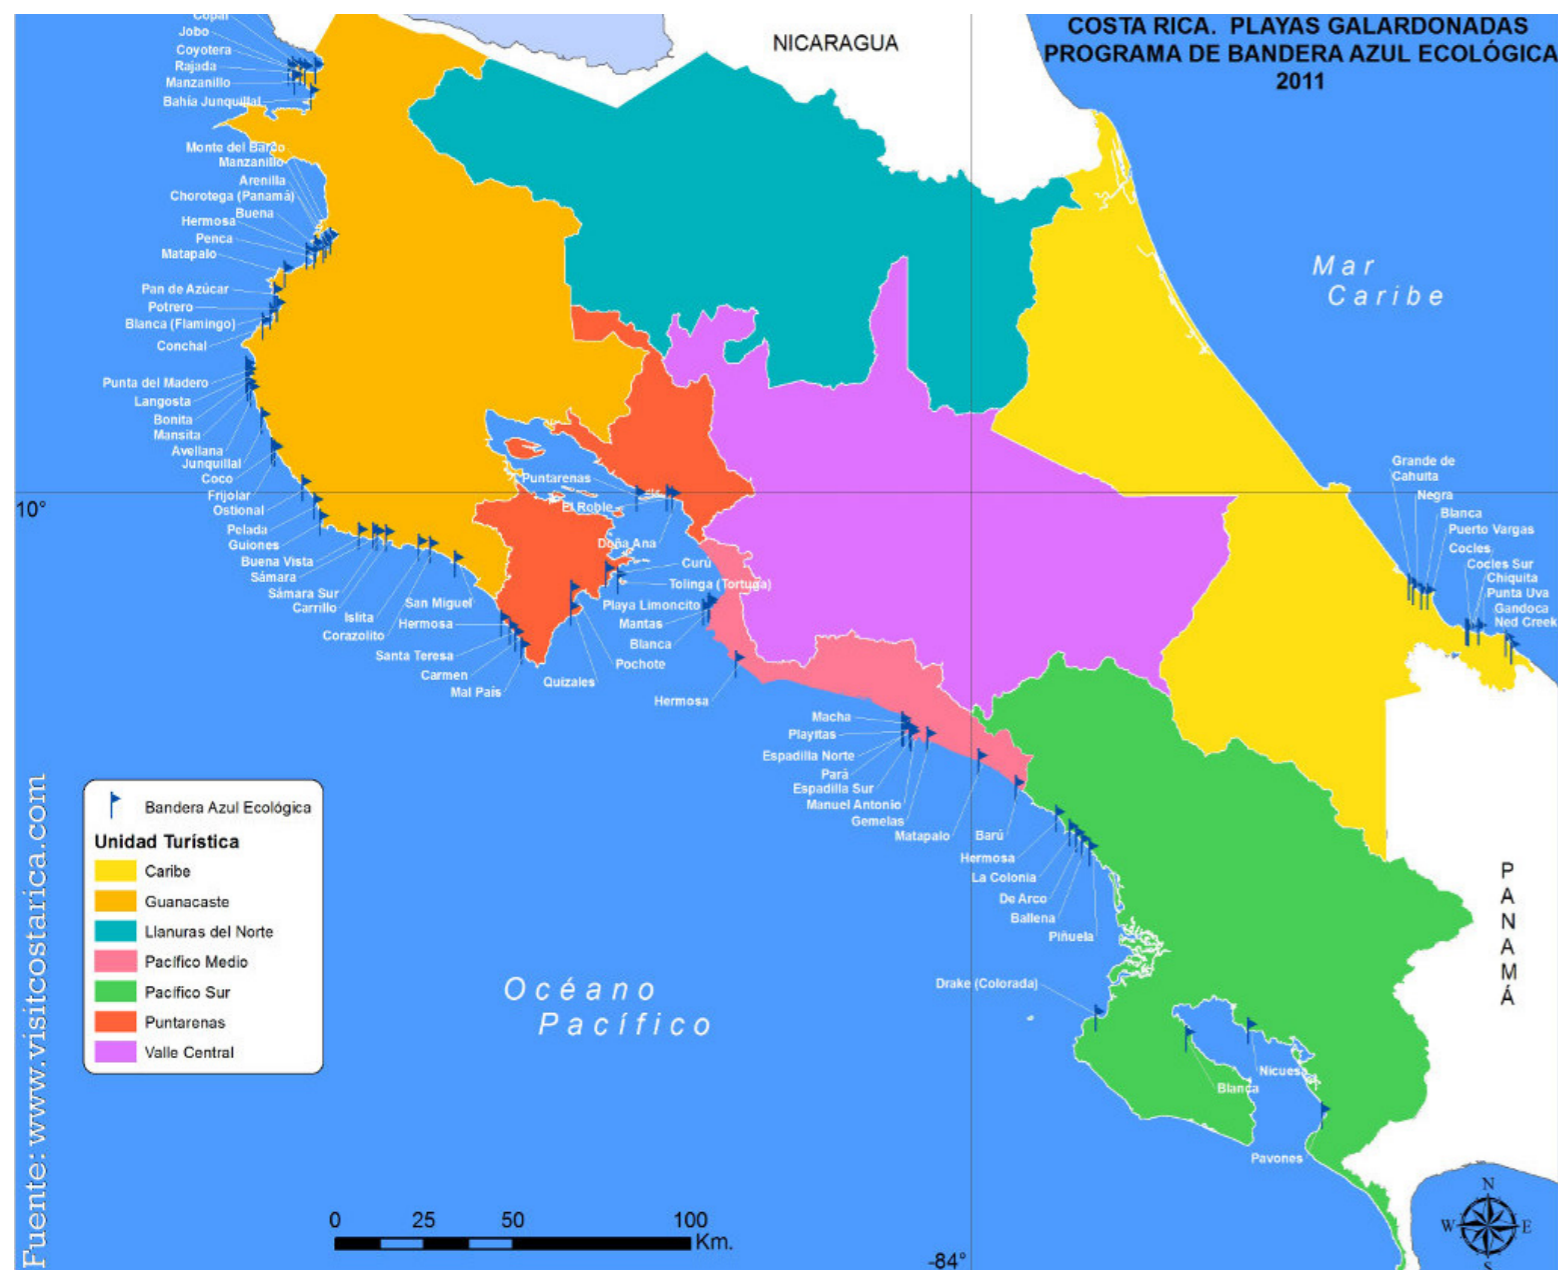 COSTA RICA. PLAYAS GALARDONADAS
PROGRAMA DE BANDERA AZUL ECOLÓGICA
2011
NICARAGUA
Copal
Jobo
Coyotera
Rajada
Manzanillo
Bahía Junquillal
Monte del Barco
Manzanillo
Arenilla
Chorotega (Panamá)
Buena
Hermosa
Penca
Matapalo
Pan de Azúcar
Potrero
Blanca (Flamingo)
Conchal
Punta del Madero
Langosta
Bonita
Mansita
Avellana
Junquillal
Coco
Frijolar
Ostional
Pelada
Guiones
Buena Vista
Sámara
Sámara Sur
Carrillo
Islita
Corazolito
San Miguel
Hermosa
Santa Teresa
Carmen
Mal País
Quizales
Pochote
Puntarenas
El Roble
Doña Ana
Curú
Tolinga (Tortuga)
Playa Limoncito
Mantas
Blanca
Hermosa
Macha
Playitas
Espadilla Norte
Pará
Espadilla Sur
Manuel Antonio
Gemelas
Matapalo
Barú
Hermosa
La Colonia
De Arco
Ballena
Piñuela
Drake (Colorada)
Blanca
Nicuesa
Pavones
Grande de
Cahuita
Negra
Blanca
Puerto Vargas
Cocles
Cocles Sur
Chiquita
Punta Uva
Gandoca
Ned Creek
Mar
Caribe
Océano
Pacífico
PANAMÁ
10°
-84°
Bandera Azul Ecológica
Unidad Turística
Caribe
Guanacaste
Llanuras del Norte
Pacífico Medio
Pacífico Sur
Puntarenas
Valle Central
0 25 50 100
Km.
N
W E
S
Fuente: www.visitcostarica.com